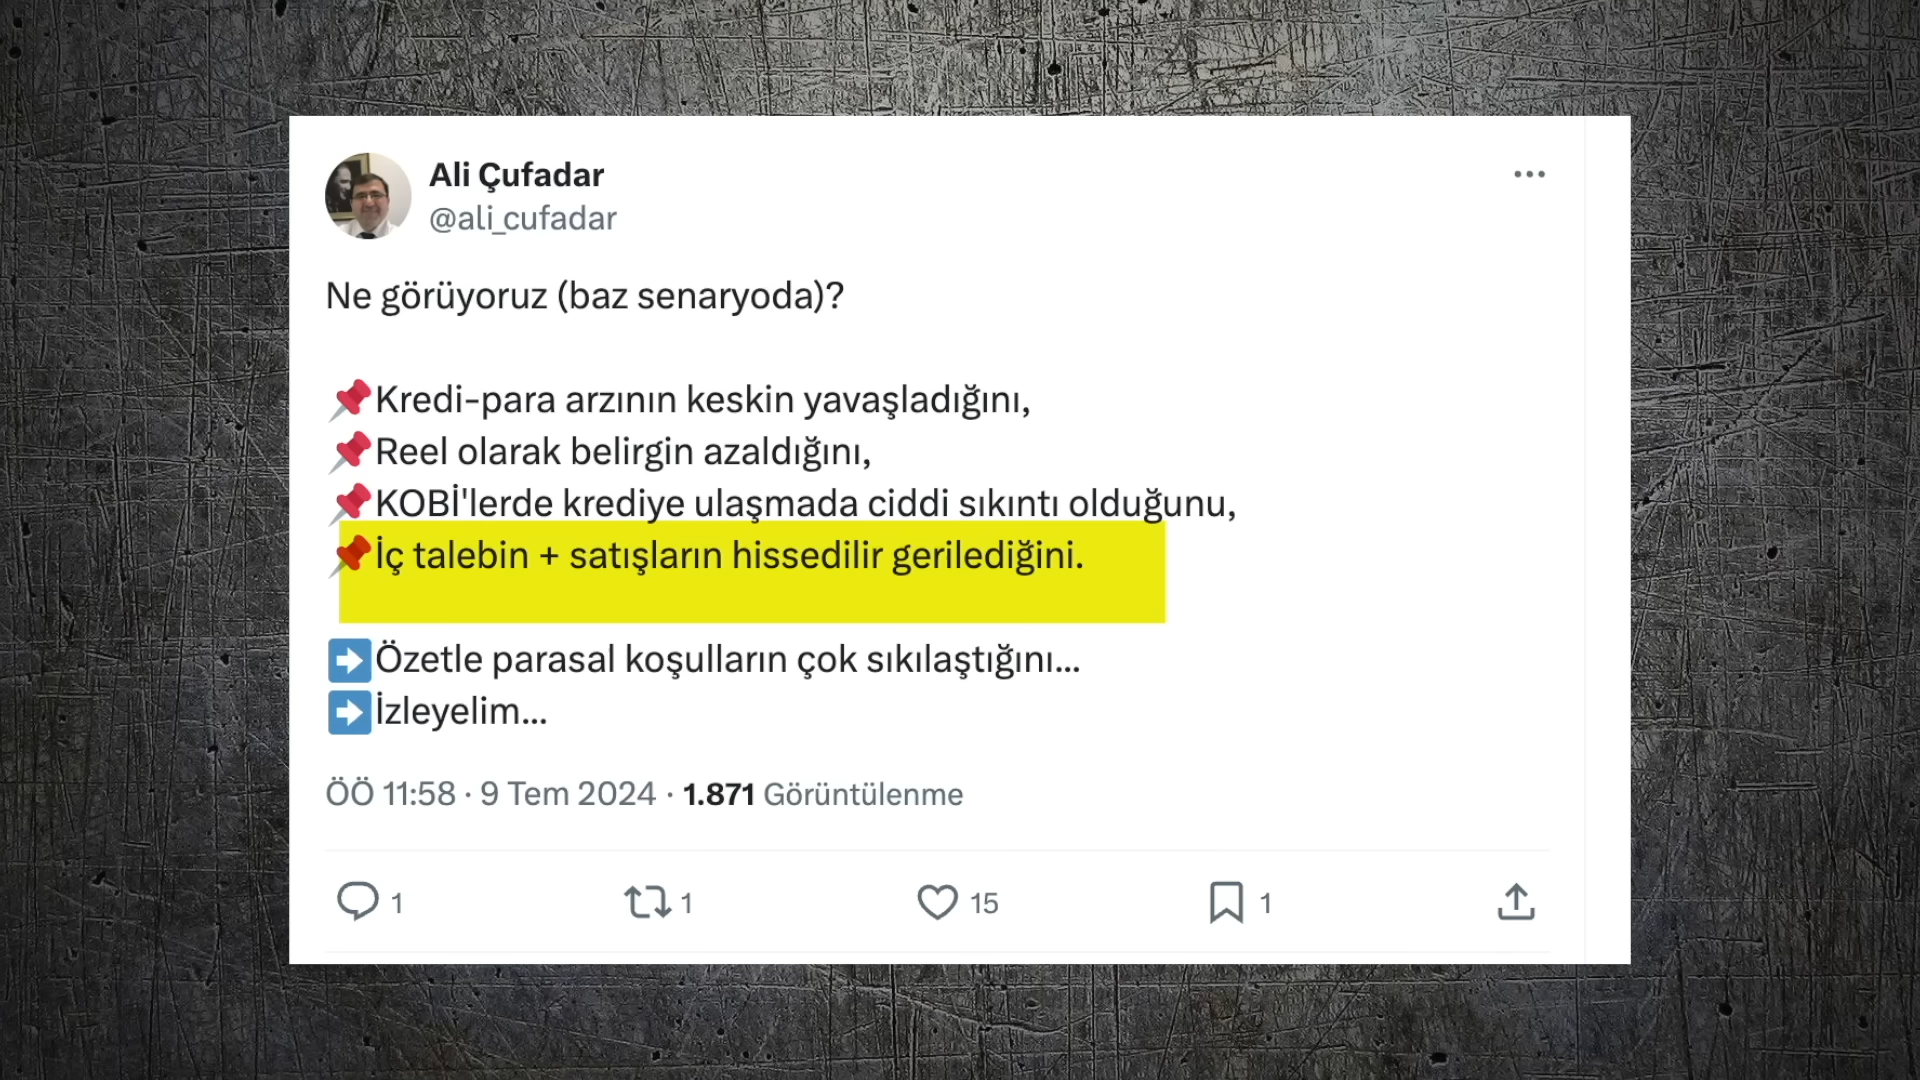 Ali Çufadar
@ali_cufadar
Ne görüyoruz (baz senaryoda)?
📌Kredi-para arzının keskin yavaşladığını,
📌Reel olarak belirgin azaldığını,
📌KOBİ'lerde krediye ulaşmada ciddi sıkıntı olduğunu,
📌İç talebin + satışların hissedilir gerilediğini.
➡️Özetle parasal koşulların çok sıkılaştığını...
➡️İzleyelim...
ÖÖ 11:58 · 9 Tem 2024 · 1.871 Görüntülenme
1 1 15 1